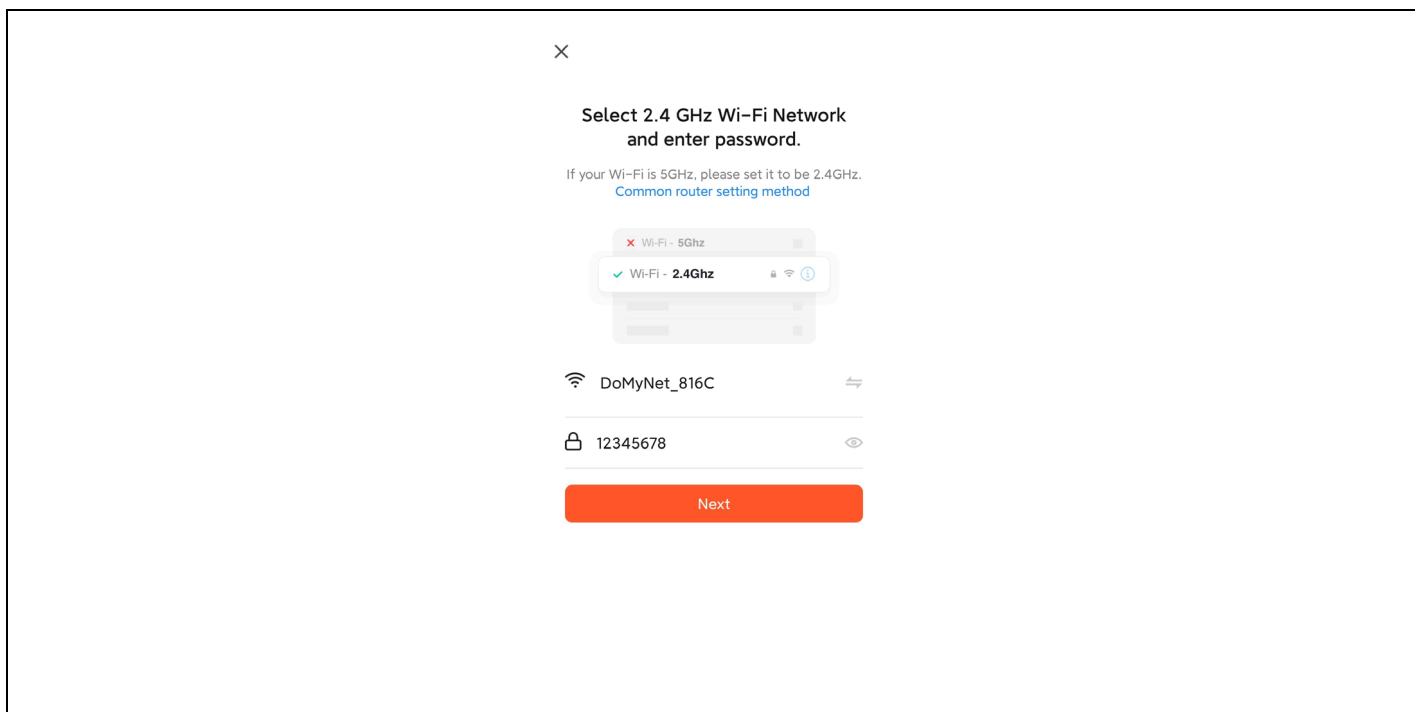 Select 2.4 GHz Wi-Fi Network
and enter password.
If your Wi-Fi is 5GHz, please set it to be 2.4GHz.
Common router setting method
Wi-Fi - 5Ghz
Wi-Fi - 2.4Ghz
DoMyNet_816C
12345678
Next